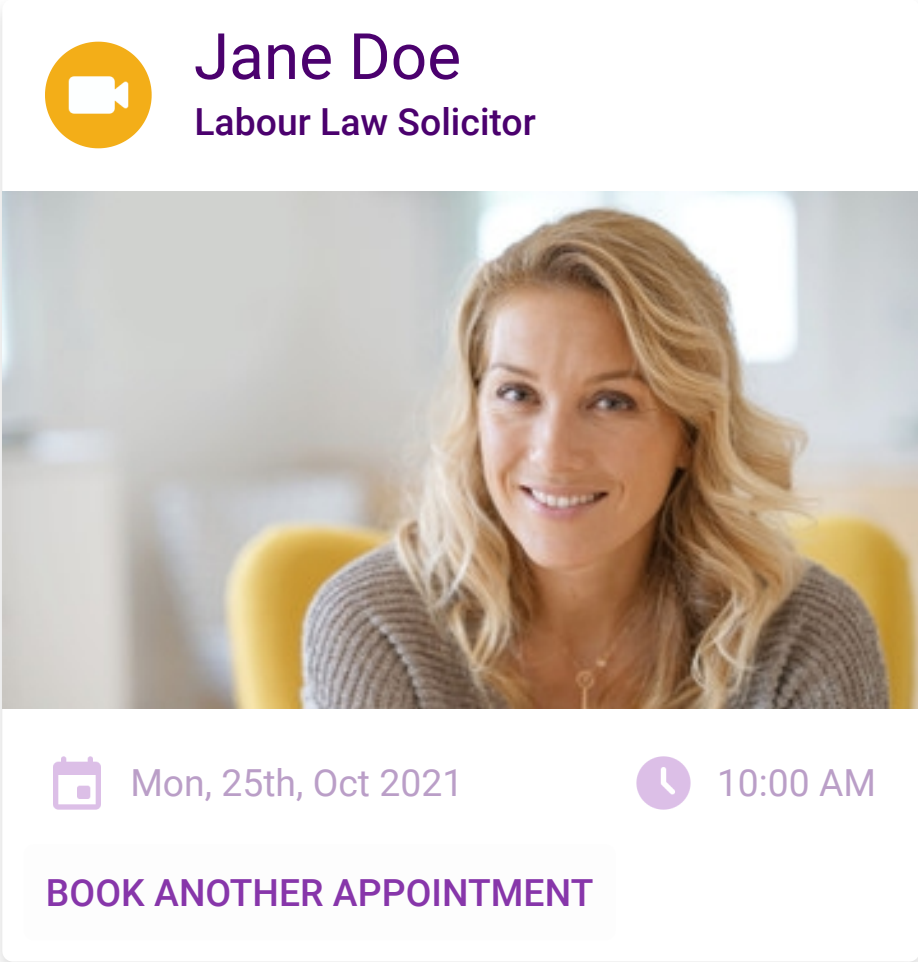 Jane Doe
Labour Law Solicitor
Mon, 25th, Oct 2021
10:00 AM
BOOK ANOTHER APPOINTMENT